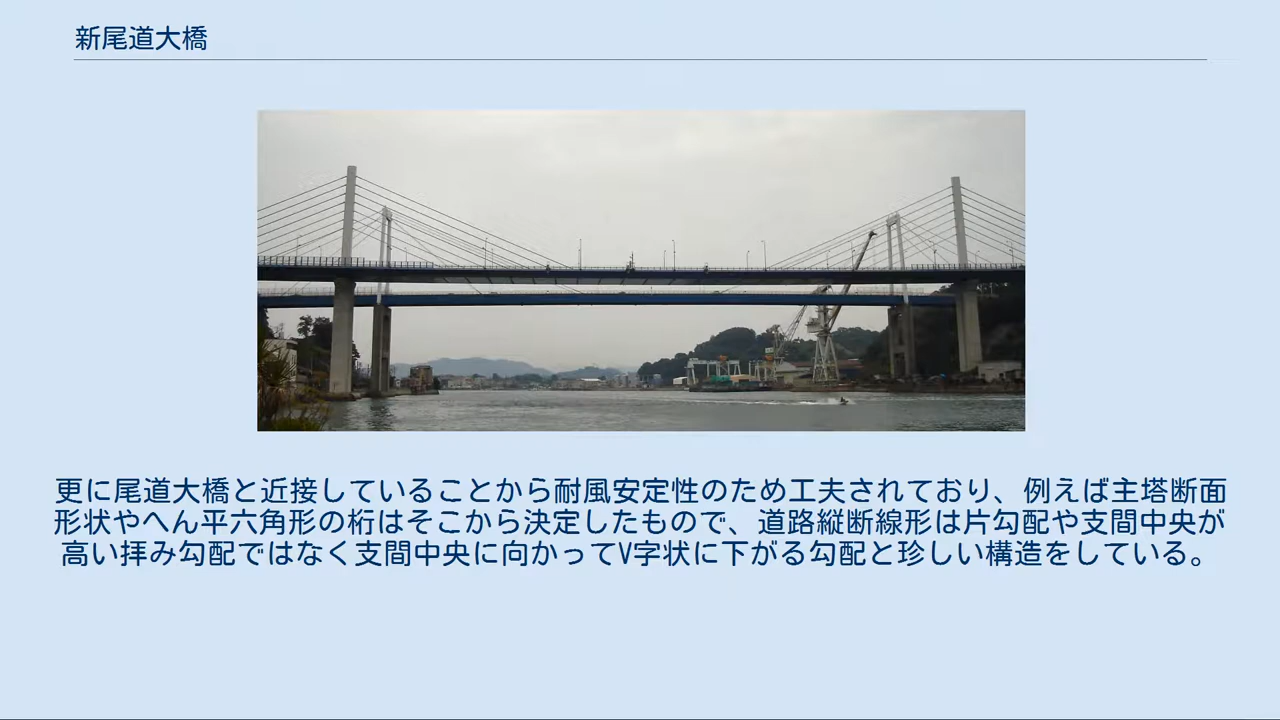 新尾道大橋
更に尾道大橋と近接していることから耐風安定性のため工夫されており、例えば主塔断面
形状やへん平六角形の桁はそこから決定したもので、道路縦断線形は片勾配や支間中央が
高い拝み勾配ではなく支間中央に向かってV字状に下がる勾配と珍しい構造をしている。